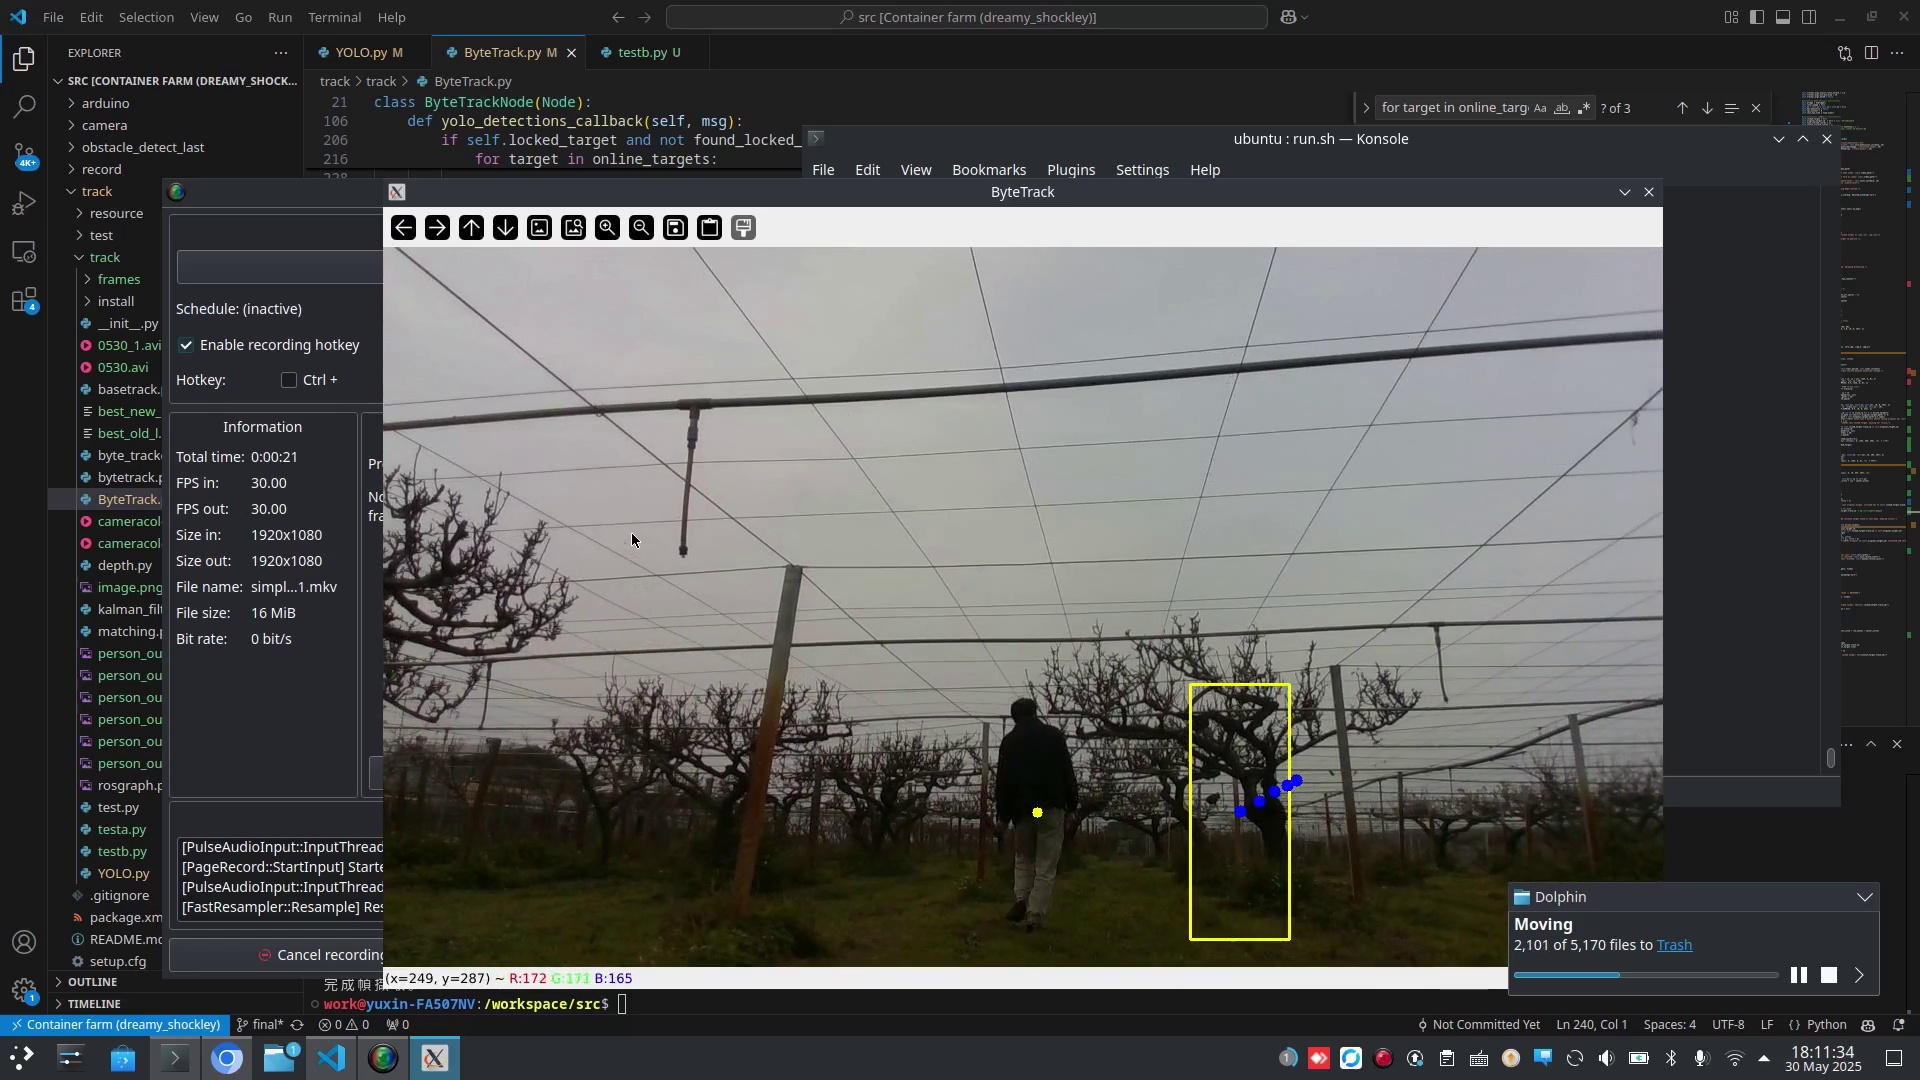 File Edit Selection View Go Run Terminal Help
src [Container farm (dreamy_shockley)]
EXPLORER
SRC [CONTAINER FARM (DREAMY_SHOCK...
arduino
camera
obstacle_detect_last
record
track
resource
test
track
frames
install
__init__.py
0530_1.avi
0530.avi
basetrack.
best_new_
best_old_l.
byte_track
bytetrack.p
ByteTrack.
cameracol
cameracol
depth.py
image.png
kalman_filt
matching.p
person_ou
person_ou
person_ou
person_ou
person_ou
person_ou
rosgraph.p
test.py
testa.py
testb.py
YOLO.py
.gitignore
package.xm
README.md
setup.cfg
OUTLINE
TIMELINE
4K+
4
1
YOLO.py M
ByteTrack.py M
testb.py U
track > track > ByteTrack.py
21 class ByteTrackNode(Node):
106 def yolo_detections_callback(self, msg):
206 if self.locked_target and not found_locked_
216 for target in online_targets:
for target in online_targ
Aa ab
? of 3
ubuntu : run.sh — Konsole
File Edit View Bookmarks Plugins Settings Help
ByteTrack
Schedule: (inactive)
Enable recording hotkey
Hotkey: Ctrl +
Information
Total time: 0:00:21
FPS in: 30.00
FPS out: 30.00
Size in: 1920x1080
Size out: 1920x1080
File name: simpl...1.mkv
File size: 16 MiB
Bit rate: 0 bit/s
Pr
No
fra
[PulseAudioInput::InputThread
[PageRecord::StartInput] Starte
[PulseAudioInput::InputThread
[FastResampler::Resample] Res
Cancel recording
(x=249, y=287) ~ R:172 G:171 B:165
work@yuxin-FA507NV:/workspace/src$
Dolphin
Moving
2,101 of 5,170 files to Trash
Container farm (dreamy_shockley) final* 0 0 0
Not Committed Yet Ln 240, Col 1 Spaces: 4 UTF-8 LF {} Python
1
1
18:11:34
30 May 2025